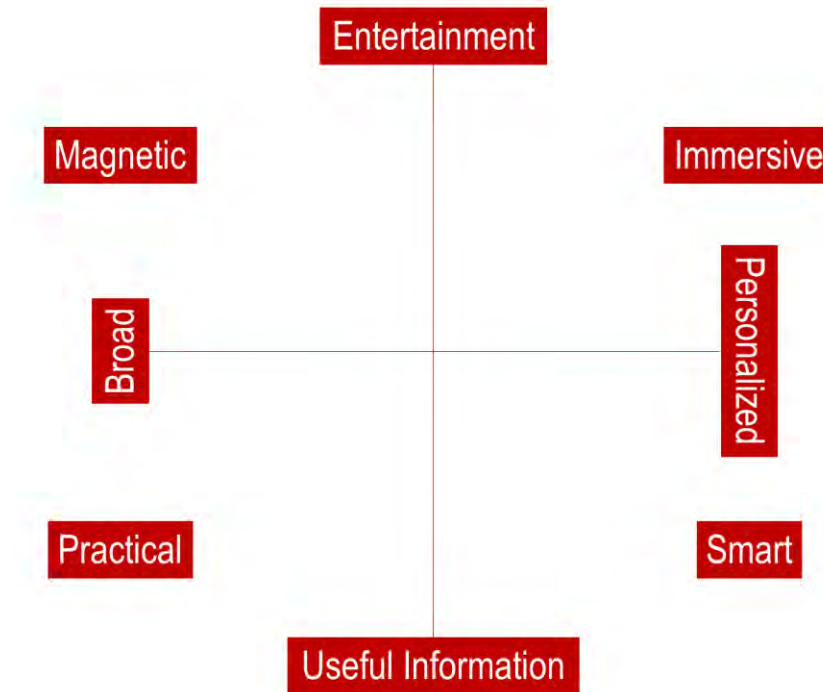 Entertainment
Magnetic
Immersive
Broad
Personalized
Practical
Smart
Useful Information